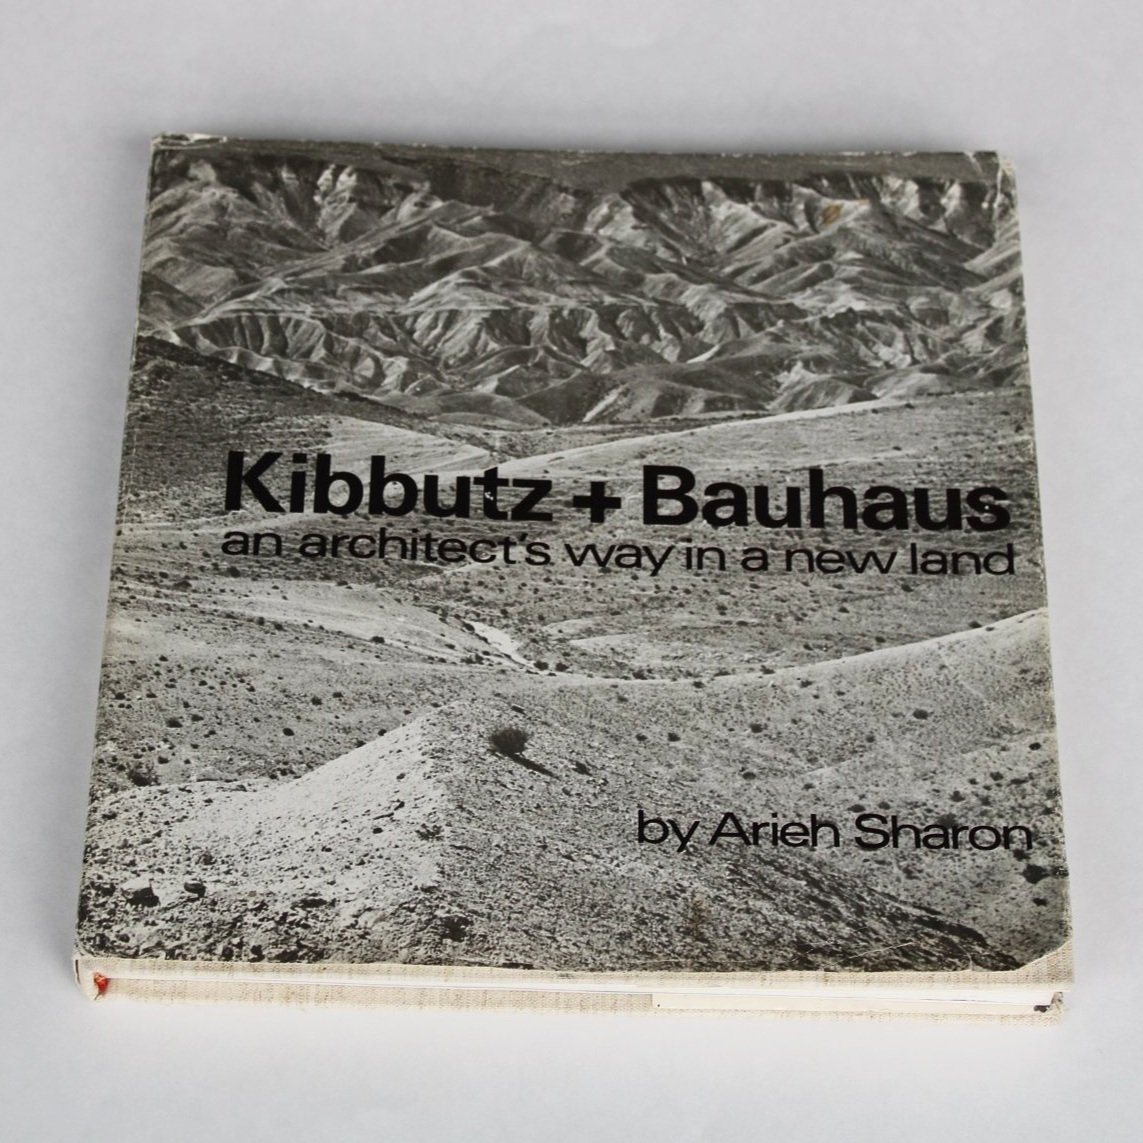 Kibbutz + Bauhaus
an architect's way in a new land
by Arieh Sharon